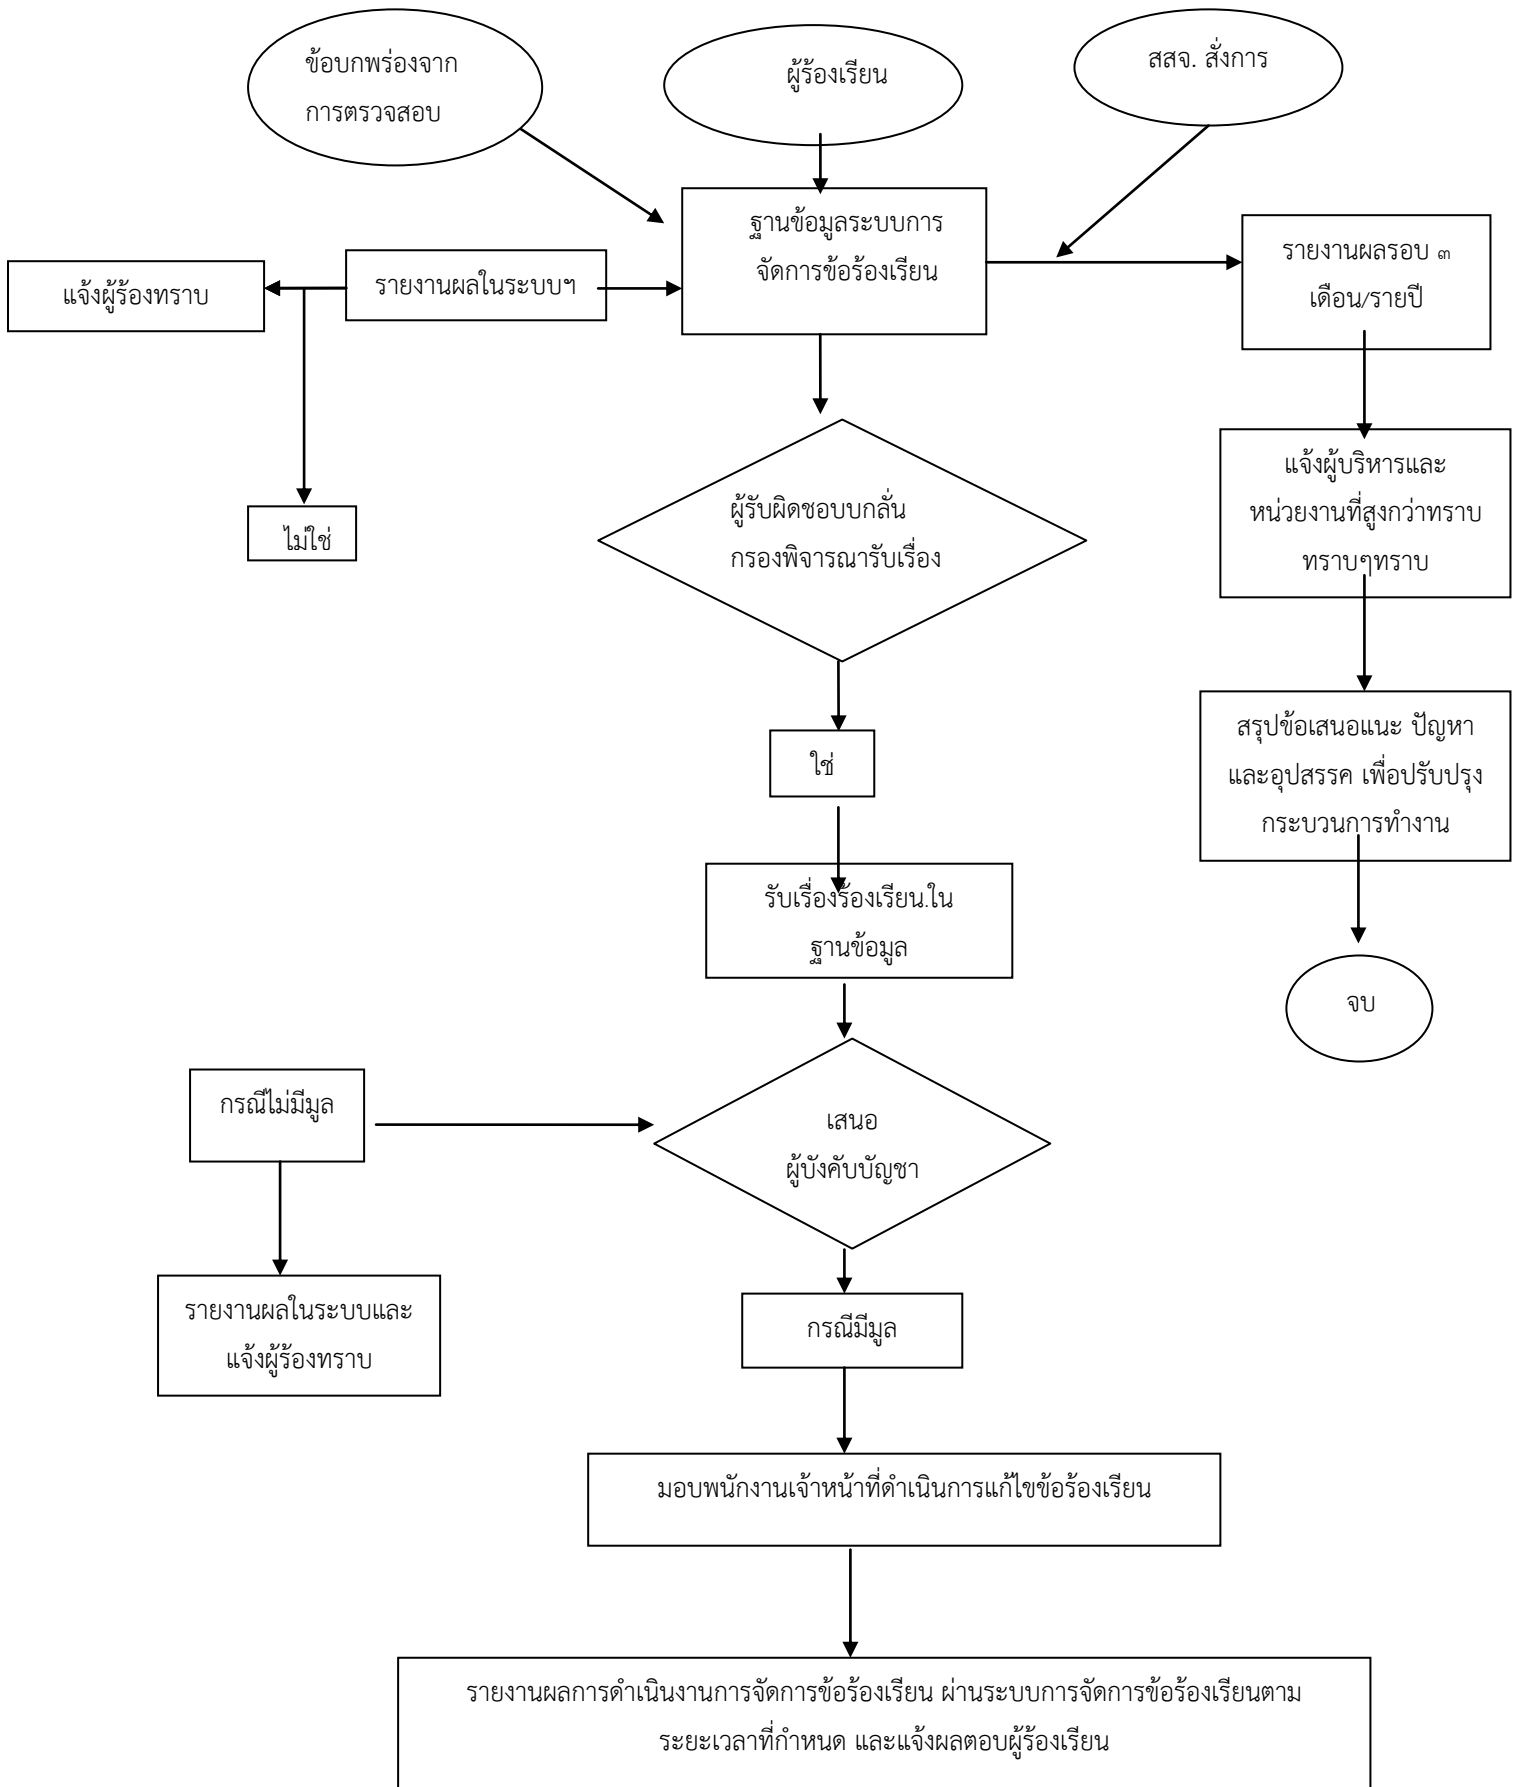 ข้อบกพร่องจาก
การตรวจสอบ
ผู้ร้องเรียน
สสจ. สั่งการ
ฐานข้อมูลระบบการ
จัดการข้อร้องเรียน
รายงานผลรอบ ๓
เดือน/รายปี
รายงานผลในระบบฯ
แจ้งผู้ร้องทราบ
ไม่ใช่
ผู้รับผิดชอบบกลั่น
กรองพิจารณารับเรื่อง
แจ้งผู้บริหารและ
หน่วยงานที่สูงกว่าทราบ
ทราบๆทราบ
ใช่
สรุปข้อเสนอแนะ ปัญหา
และอุปสรรค เพื่อปรับปรุง
กระบวนการทำงาน
รับเรื่องร้องเรียน.ใน
ฐานข้อมูล
จบ
กรณีไม่มีมูล
เสนอ
ผู้บังคับบัญชา
รายงานผลในระบบและ
แจ้งผู้ร้องทราบ
กรณีมีมูล
มอบพนักงานเจ้าหน้าที่ดำเนินการแก้ไขข้อร้องเรียน
รายงานผลการดำเนินงานการจัดการข้อร้องเรียน ผ่านระบบการจัดการข้อร้องเรียนตาม
ระยะเวลาที่กำหนด และแจ้งผลตอบผู้ร้องเรียน